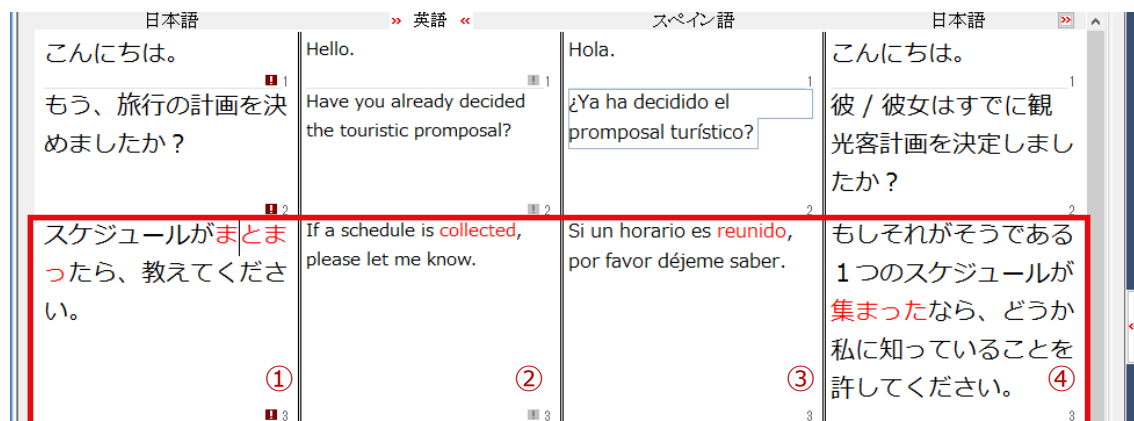 日本語
» 英語 «
スペイン語
日本語 »
こんにちは。
1
Hello.
1
Hola.
1
こんにちは。
1
もう、旅行の計画を決
めましたか？
2
Have you already decided
the touristic promposal?
2
¿Ya ha decidido el
promposal turístico?
2
彼 / 彼女はすでに観
光客計画を決定しまし
たか？
2
スケジュールがまとま
ったら、教えてくださ
い。
①
3
If a schedule is collected,
please let me know.
②
3
Si un horario es reunido,
por favor déjeme saber.
③
3
もしそれがそうである
１つのスケジュールが
集まったなら、どうか
私に知っていることを
許してください。
④
3
«